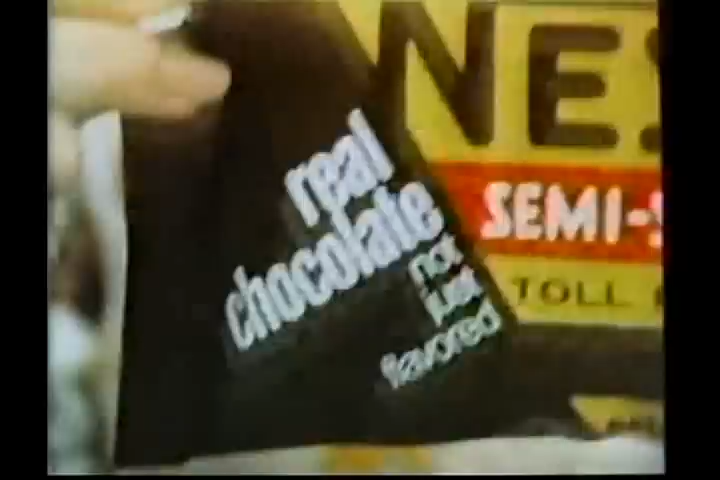 real
chocolate
not
just
flavored
NES
SEMI-S
TOLL